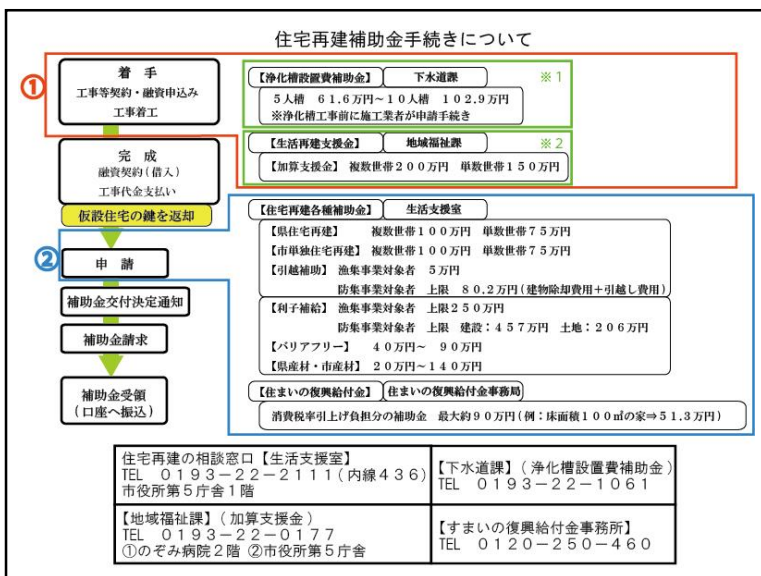 住宅再建補助金手続きについて
①
着 手
工事等契約・融資申込み
工事着工
【浄化槽設置費補助金】 下水道課 ※1
5人槽 61.6万円~10人槽 102.9万円
※浄化槽工事前に施工業者が申請手続き
【生活再建支援金】 地域福祉課 ※2
【加算支援金】 複数世帯200万円 単数世帯150万円
完 成
融資契約(借入)
工事代金支払い
仮設住宅の鍵を返却
②
申 請
補助金交付決定通知
補助金請求
補助金受領
(口座へ振込)
【住宅再建各種補助金】 生活支援室
【県住宅再建】 複数世帯100万円 単数世帯75万円
【市単独住宅再建】 複数世帯100万円 単数世帯75万円
【引越補助】 漁集事業対象者 5万円
防集事業対象者 上限 80.2万円(建物除却費用+引越し費用)
【利子補給】 漁集事業対象者 上限250万円
防集事業対象者 上限 建設:457万円 土地:206万円
【バリアフリー】 40万円~ 90万円
【県産材・市産材】 20万円~140万円
【住まいの復興給付金】 住まいの復興給付金事務局
消費税率引上げ負担分の補助金 最大約90万円(例:床面積100㎡の家⇒51.3万円)
住宅再建の相談窓口【生活支援室】
TEL 0193-22-2111(内線436)
市役所第5庁舎1階
【下水道課】(浄化槽設置費補助金)
TEL 0193-22-1061
【地域福祉課】(加算支援金)
TEL 0193-22-0177
①のぞみ病院2階 ②市役所第5庁舎
【すまいの復興給付金事務所】
TEL 0120-250-460